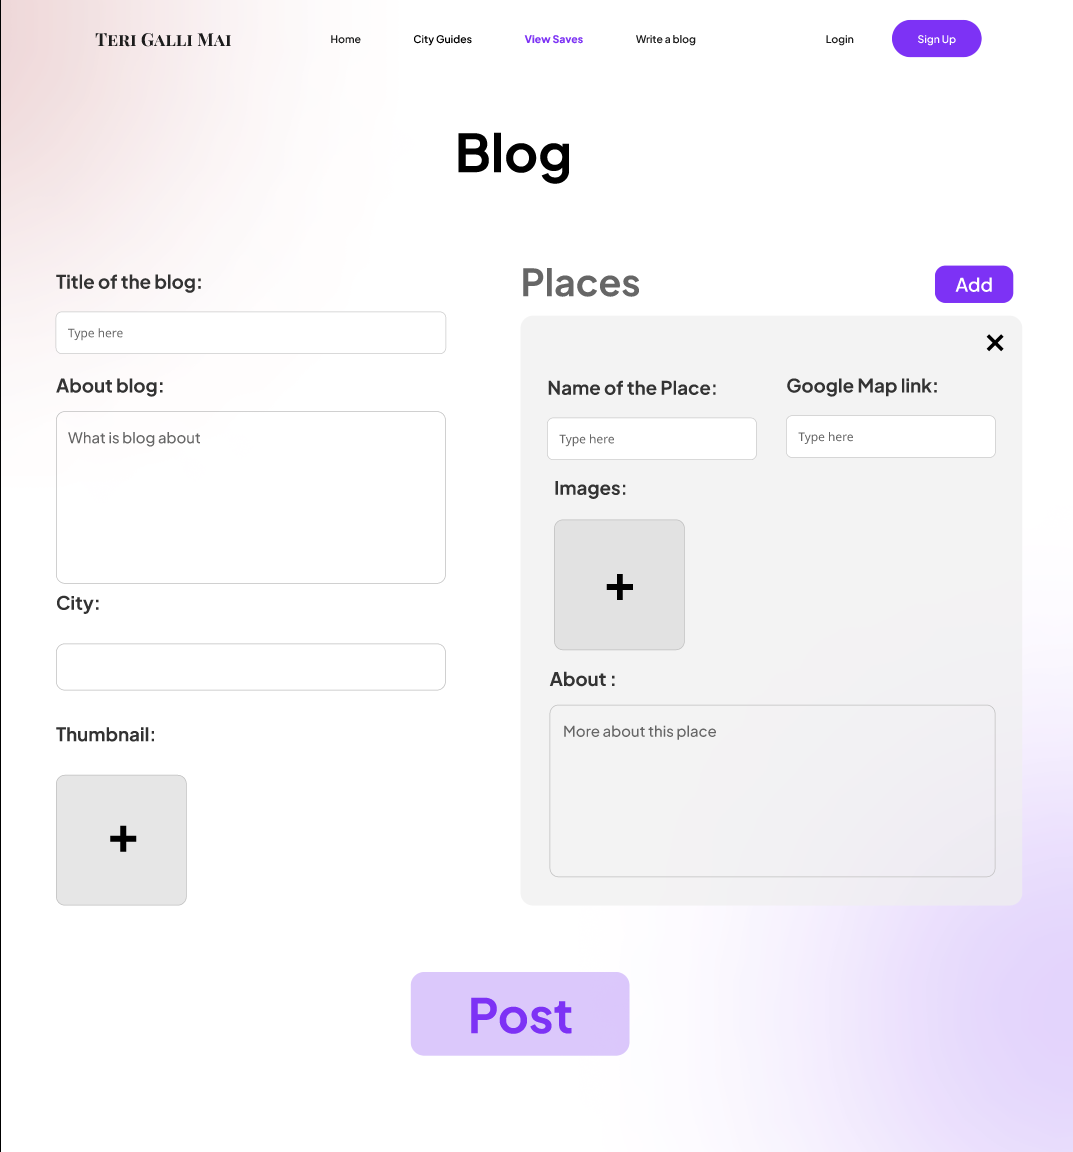 TERI GALLI MAI
Home
City Guides
View Saves
Write a blog
Login
Sign Up
Blog
Title of the blog:
Type here
About blog:
What is blog about
City:
Thumbnail:
+
Places
Add
×
Name of the Place:
Google Map link:
Type here
Type here
Images:
+
About :
More about this place
Post